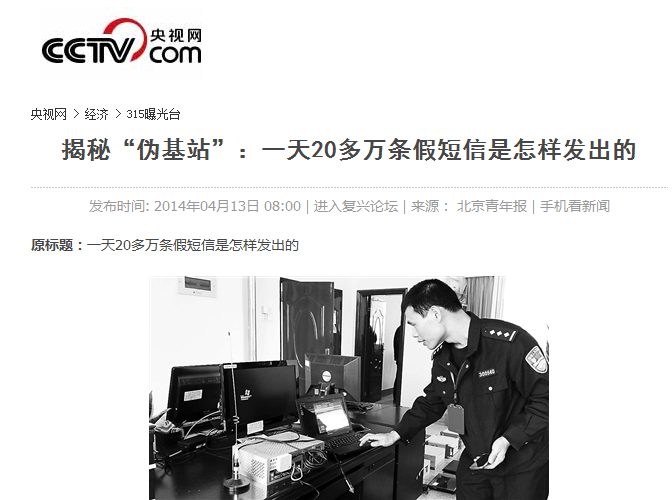 CCTV 央视网
com
央视网 > 经济 > 315曝光台
揭秘“伪基站”：一天20多万条假短信是怎样发出的
发布时间: 2014年04月13日 08:00 | 进入复兴论坛 | 来源： 北京青年报 | 手机看新闻
原标题：一天20多万条假短信是怎样发出的
300560